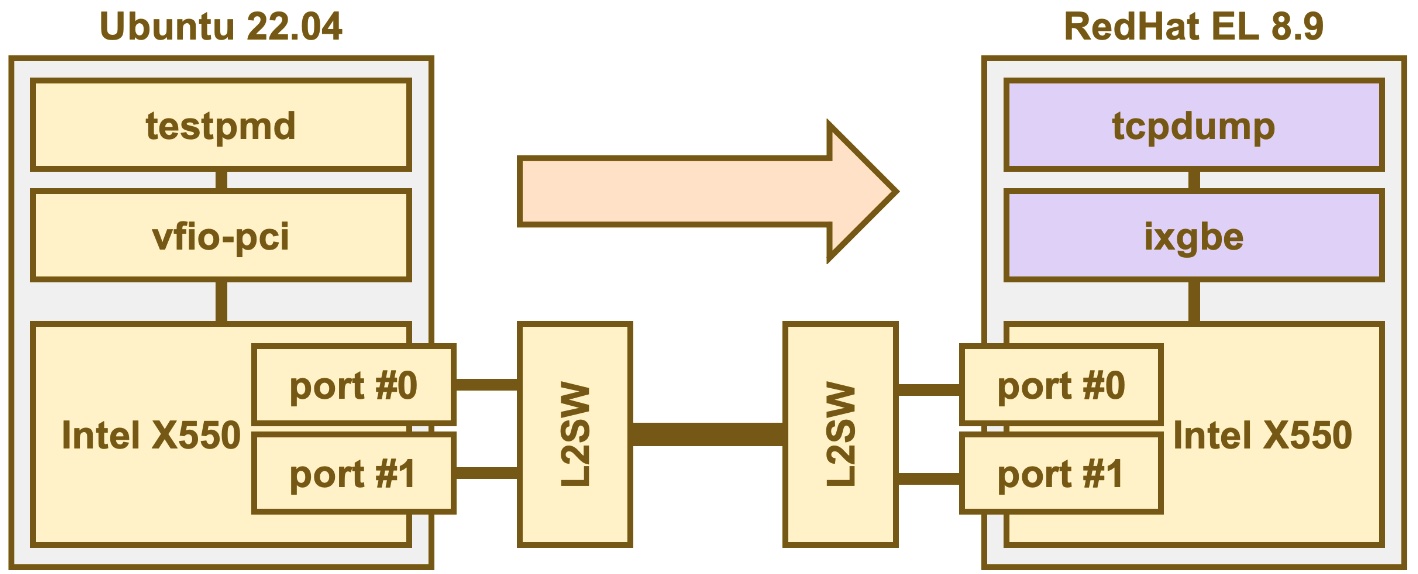 Ubuntu 22.04
RedHat EL 8.9
testpmd
tcpdump
vfio-pci
ixgbe
port #0
port #1
Intel X550
L2SW
L2SW
port #0
port #1
Intel X550